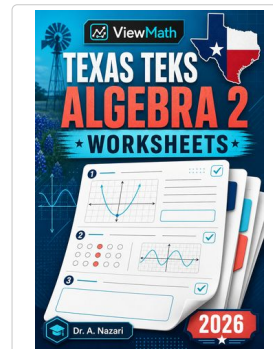 ViewMath
TEXAS TEKS
ALGEBRA 2
WORKSHEETS
1
2
3
Dr. A. Nazari
2026